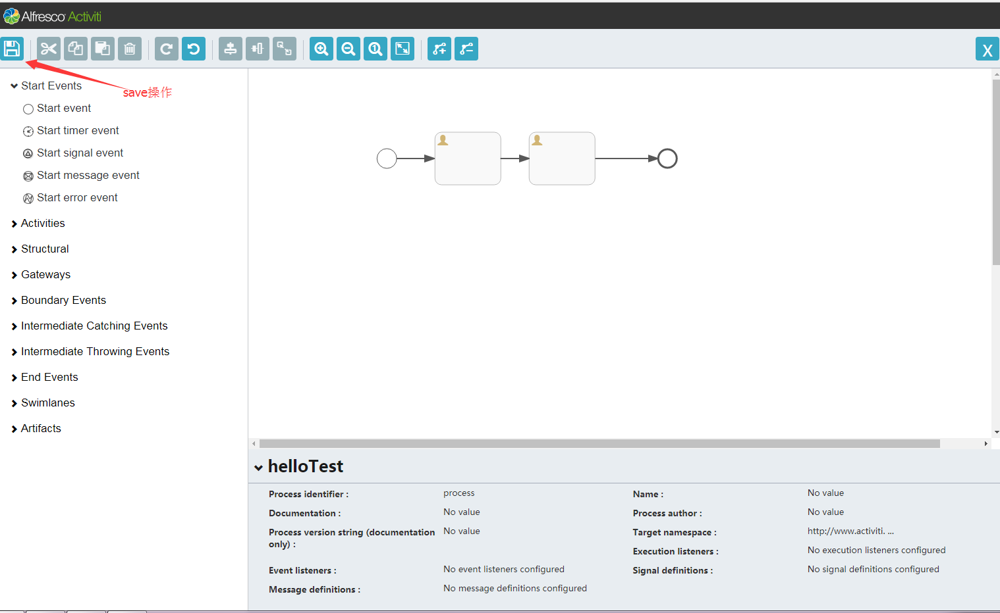 Alfresco Activiti
X
save操作
Start Events
Start event
Start timer event
Start signal event
Start message event
Start error event
Activities
Structural
Gateways
Boundary Events
Intermediate Catching Events
Intermediate Throwing Events
End Events
Swimlanes
Artifacts
helloTest
Process identifier : process
Name : No value
Documentation : No value
Process author : No value
Process version string (documentation only) : No value
Target namespace : http://www.activiti. ...
Execution listeners : No execution listeners configured
Event listeners : No event listeners configured
Signal definitions : No signal definitions configured
Message definitions : No message definitions configured